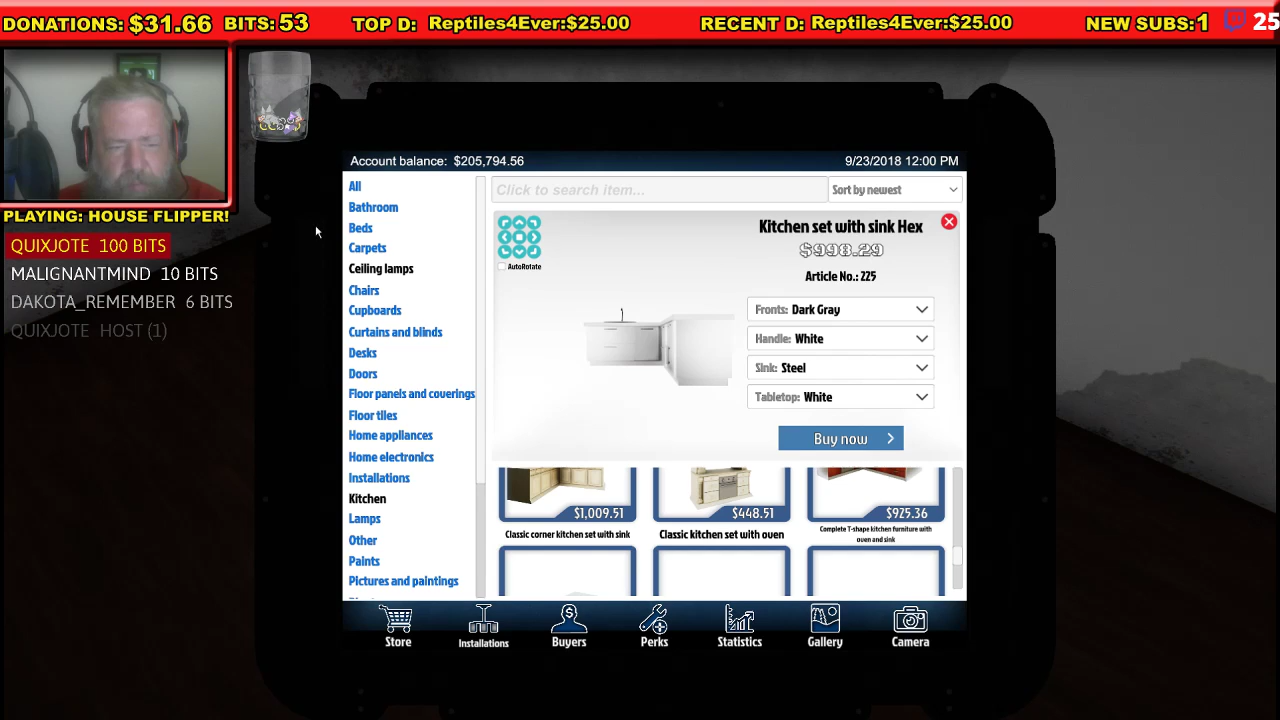 DONATIONS: $31.66 BITS: 53 TOP D: Reptiles4Ever:$25.00 RECENT D: Reptiles4Ever:$25.00 NEW SUBS: 1 25
PLAYING: HOUSE FLIPPER!
QUIXJOTE 100 BITS
MALIGNANTMIND 10 BITS
DAKOTA_REMEMBER 6 BITS
QUIXJOTE HOST (1)
Account balance: $205,794.56 9/23/2018 12:00 PM
All
Bathroom
Beds
Carpets
Ceiling lamps
Chairs
Cupboards
Curtains and blinds
Desks
Doors
Floor panels and coverings
Floor tiles
Home appliances
Home electronics
Installations
Kitchen
Lamps
Other
Paints
Pictures and paintings
Click to search item... Sort by newest
AutoRotate
Kitchen set with sink Hex
$998.29
Article No.: 225
Fronts: Dark Gray
Handle: White
Sink: Steel
Tabletop: White
Buy now
$1,009.51 $448.51 $925.36
Classic corner kitchen set with sink Classic kitchen set with oven Complete T-shape kitchen furniture with
oven and sink
Store Installations Buyers Perks Statistics Gallery Camera